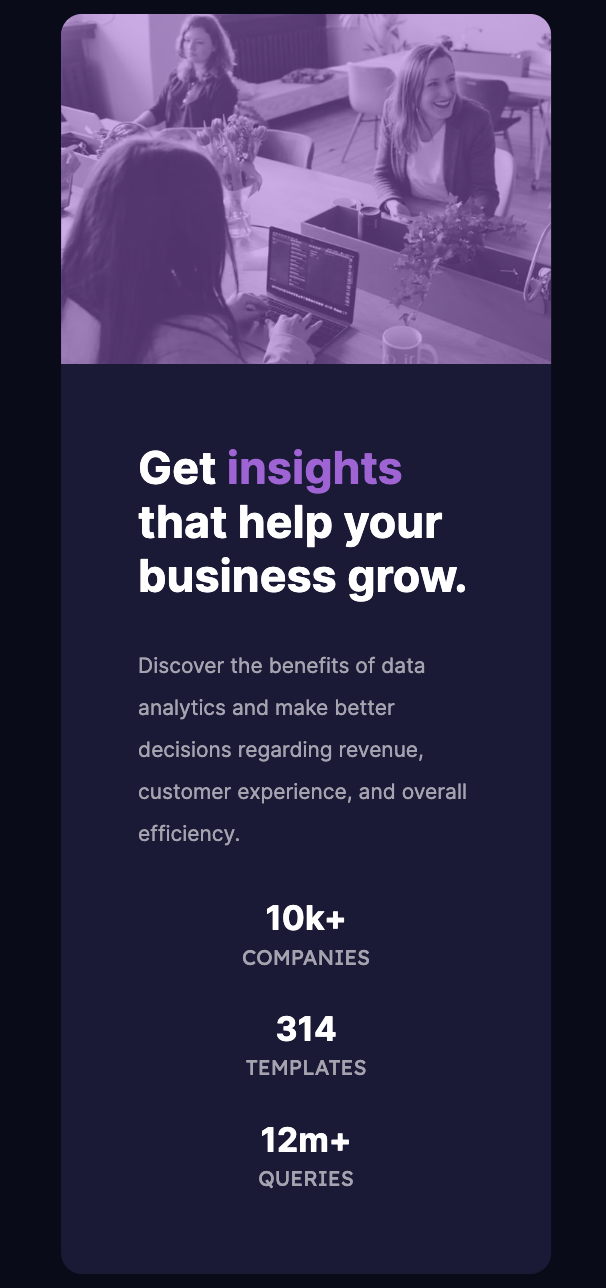 Get insights
that help your
business grow.
Discover the benefits of data
analytics and make better
decisions regarding revenue,
customer experience, and overall
efficiency.
10k+
COMPANIES
314
TEMPLATES
12m+
QUERIES